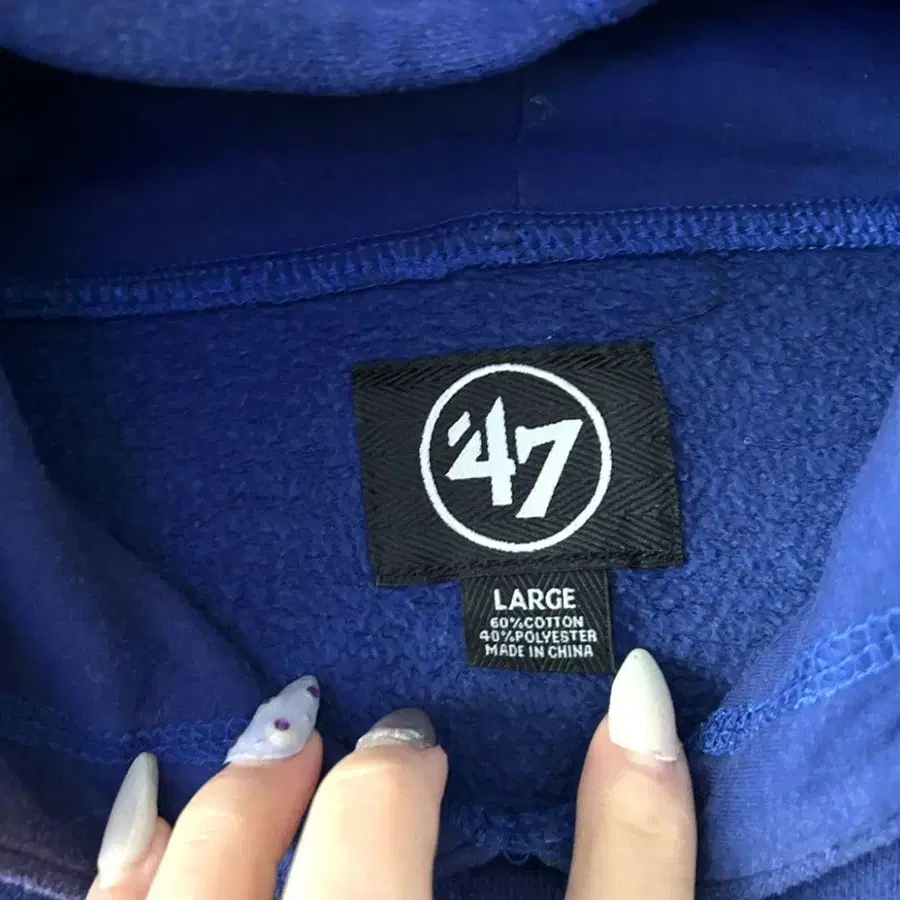 '47
LARGE
60%COTTON
40%POLYESTER
MADE IN CHINA